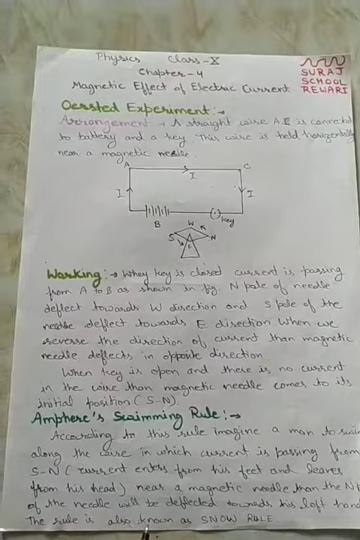 Physics Class-X
Chapter-4
Magnetic Effect of Electric Current
SURAJ
SCHOOL
REWARI
Oersted Experiment:-
Arrangement → A straight wire AC is connected
to battery and a key. This wire is held horizontally
near a magnetic needle.
A C
I
I I
B (•) key
W
S N
E
Working:→ Whey key is closed current is passing
from A to B as shown in fig N pole of needle
deflect towards W direction and S pole of the
needle deflect towards E direction When we
reverse the direction of current than magnetic
needle deflects in opposite direction
When key is open and there is no current
in the wire than magnetic needle comes to its
initial position (S-N).
Amphere's Swimming Rule:→
According to this rule imagine a man to swim
along the wire in which current is passing from
S-N (current enters from his feet and leaves
from his head) near a magnetic needle than the N
of the needle will be deflected towards his left hand
The rule is also known as SNOW RULE